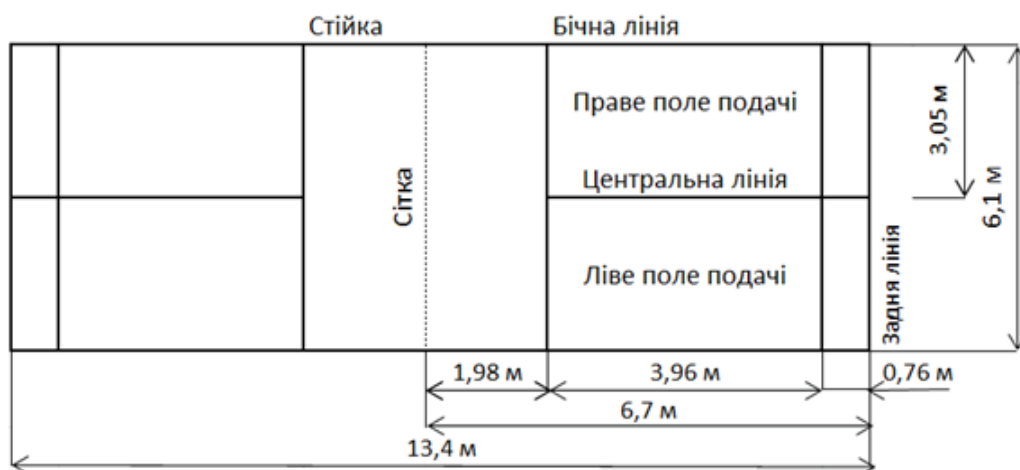 Стійка
Бічна лінія
Праве поле подачі
3,05 м
Центральна лінія
Сітка
6,1 м
Ліве поле подачі
Задня лінія
1,98 м
3,96 м
0,76 м
6,7 м
13,4 м